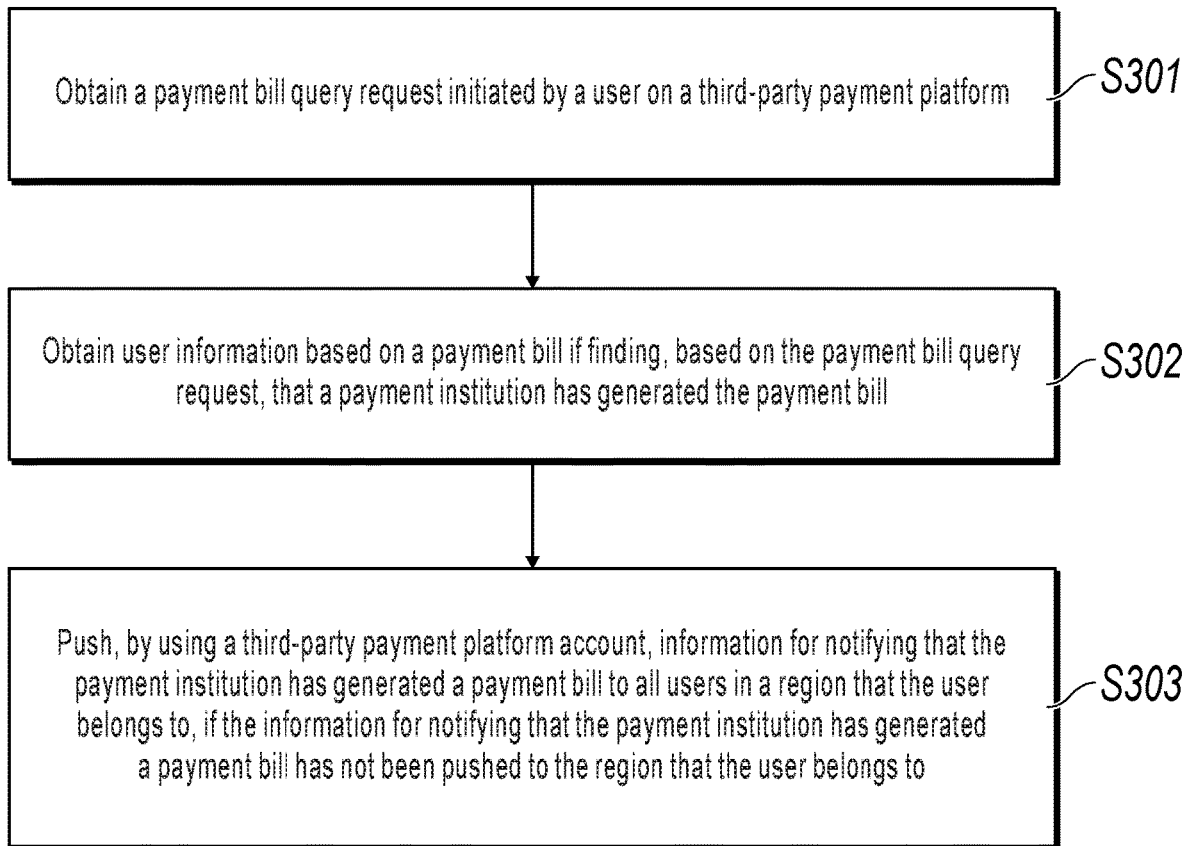 Obtain a payment bill query request initiated by a user on a third-party payment platform
S301
Obtain user information based on a payment bill if finding, based on the payment bill query
request, that a payment institution has generated the payment bill
S302
Push, by using a third-party payment platform account, information for notifying that the
payment institution has generated a payment bill to all users in a region that the user
belongs to, if the information for notifying that the payment institution has generated
a payment bill has not been pushed to the region that the user belongs to
S303